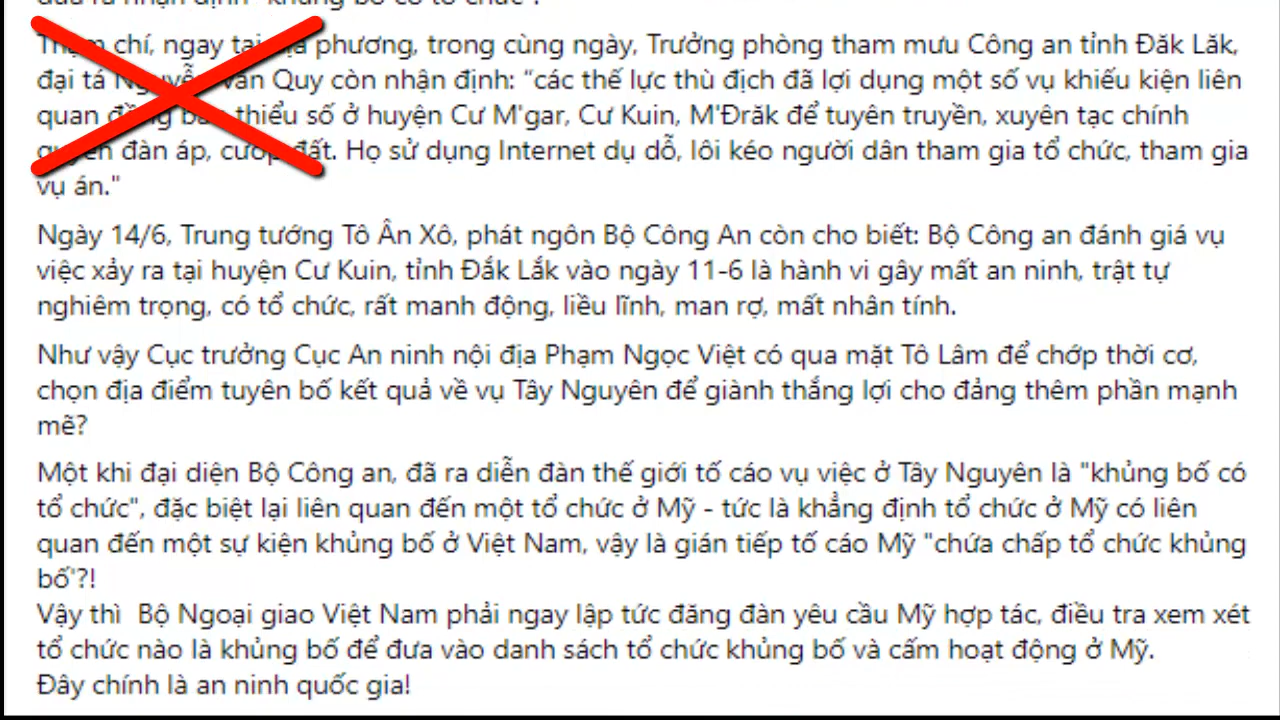 đưa ra nhận định "khủng bố có tổ chức".
Thậm chí, ngay tại địa phương, trong cùng ngày, Trưởng phòng tham mưu Công an tỉnh Đăk Lăk,
đại tá Nguyễn Văn Quy còn nhận định: "các thế lực thù địch đã lợi dụng một số vụ khiếu kiện liên
quan đồng bào thiểu số ở huyện Cư M'gar, Cư Kuin, M'Đrăk để tuyên truyền, xuyên tạc chính
quyền đàn áp, cướp đất. Họ sử dụng Internet dụ dỗ, lôi kéo người dân tham gia tổ chức, tham gia
vụ án."
Ngày 14/6, Trung tướng Tô Ân Xô, phát ngôn Bộ Công An còn cho biết: Bộ Công an đánh giá vụ
việc xảy ra tại huyện Cư Kuin, tỉnh Đắk Lắk vào ngày 11-6 là hành vi gây mất an ninh, trật tự
nghiêm trọng, có tổ chức, rất manh động, liều lĩnh, man rợ, mất nhân tính.
Như vậy Cục trưởng Cục An ninh nội địa Phạm Ngọc Việt có qua mặt Tô Lâm để chớp thời cơ,
chọn địa điểm tuyên bố kết quả về vụ Tây Nguyên để giành thắng lợi cho đảng thêm phần mạnh
mẽ?
Một khi đại diện Bộ Công an, đã ra diễn đàn thế giới tố cáo vụ việc ở Tây Nguyên là "khủng bố có
tổ chức", đặc biệt lại liên quan đến một tổ chức ở Mỹ - tức là khẳng định tổ chức ở Mỹ có liên
quan đến một sự kiện khủng bố ở Việt Nam, vậy là gián tiếp tố cáo Mỹ "chứa chấp tổ chức khủng
bố"?!
Vậy thì  Bộ Ngoại giao Việt Nam phải ngay lập tức đăng đàn yêu cầu Mỹ hợp tác, điều tra xem xét
tổ chức nào là khủng bố để đưa vào danh sách tổ chức khủng bố và cấm hoạt động ở Mỹ.
Đây chính là an ninh quốc gia!